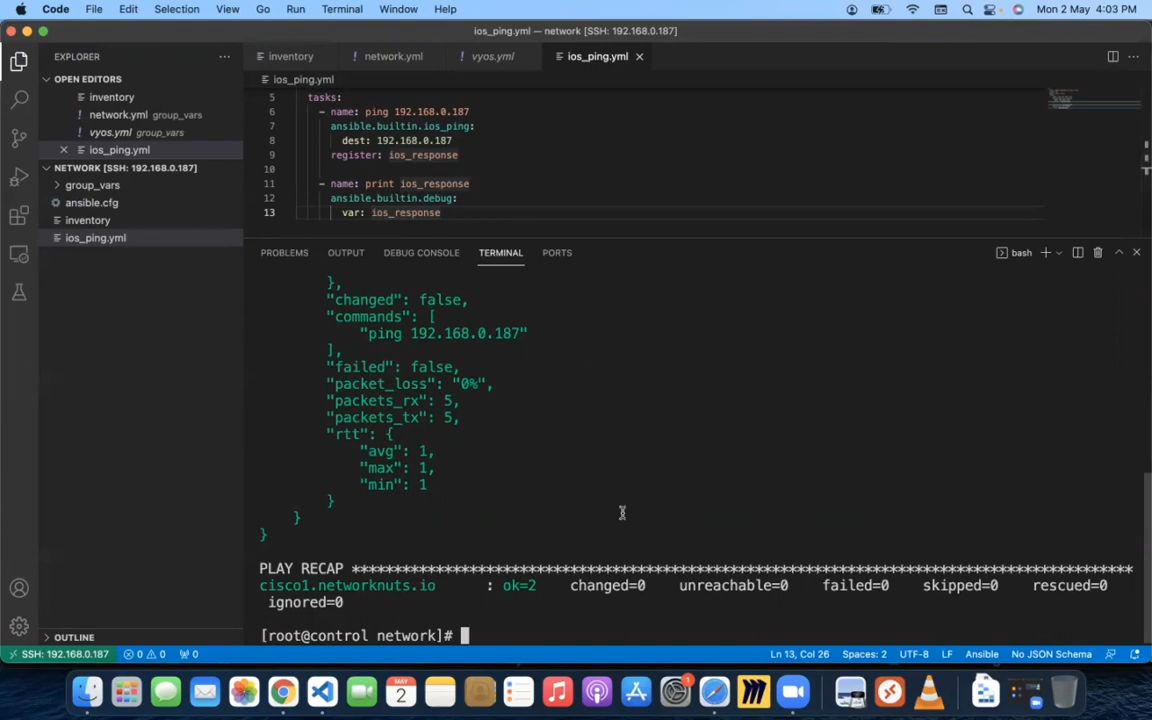 Code File Edit Selection View Go Run Terminal Window Help Mon 2 May 4:03 PM
ios_ping.yml — network [SSH: 192.168.0.187]
EXPLORER
inventory network.yml vyos.yml ios_ping.yml
OPEN EDITORS
ios_ping.yml
inventory
network.yml group_vars
vyos.yml group_vars
ios_ping.yml
NETWORK [SSH: 192.168.0.187]
group_vars
ansible.cfg
inventory
ios_ping.yml
5 tasks:
6 - name: ping 192.168.0.187
7 ansible.builtin.ios_ping:
8 dest: 192.168.0.187
9 register: ios_response
10
11 - name: print ios_response
12 ansible.builtin.debug:
13 var: ios_response
PROBLEMS OUTPUT DEBUG CONSOLE TERMINAL PORTS bash
},
"changed": false,
"commands": [
"ping 192.168.0.187"
],
"failed": false,
"packet_loss": "0%",
"packets_rx": 5,
"packets_tx": 5,
"rtt": {
"avg": 1,
"max": 1,
"min": 1
}
}
}
PLAY RECAP *********************************************************************
cisco1.networknuts.io : ok=2 changed=0 unreachable=0 failed=0 skipped=0 rescued=0
ignored=0
[root@control network]#
OUTLINE
SSH: 192.168.0.187 0 0 0 Ln 13, Col 26 Spaces: 2 UTF-8 LF Ansible No JSON Schema
MAY
2
1